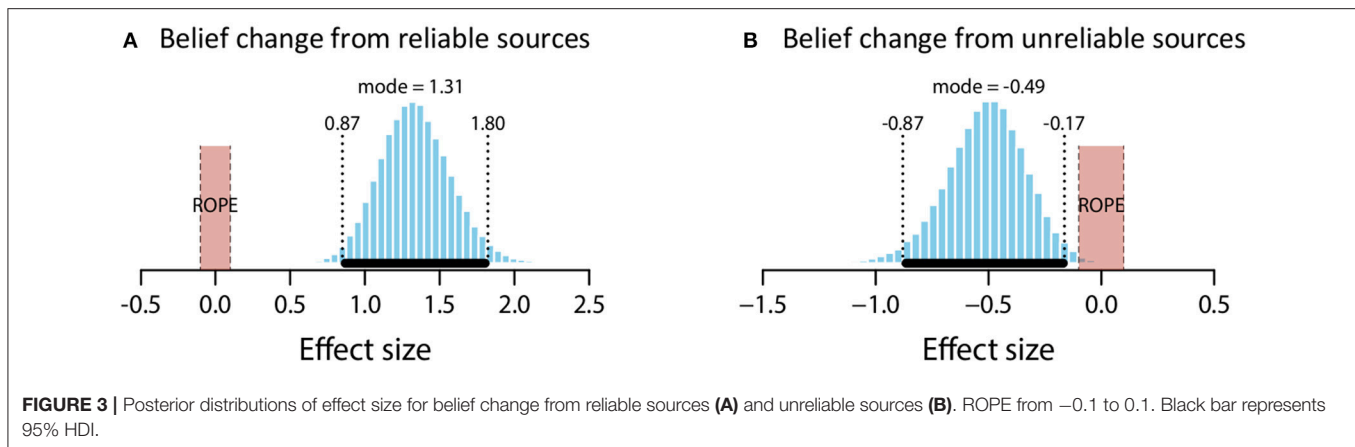 A Belief change from reliable sources
mode = 1.31
0.87 1.80
ROPE
-0.5 0.0 0.5 1.0 1.5 2.0 2.5
Effect size
B Belief change from unreliable sources
mode = -0.49
-0.87 -0.17
ROPE
−1.5 −1.0 −0.5 0.0 0.5
Effect size
FIGURE 3 | Posterior distributions of effect size for belief change from reliable sources (A) and unreliable sources (B). ROPE from −0.1 to 0.1. Black bar represents
95% HDI.